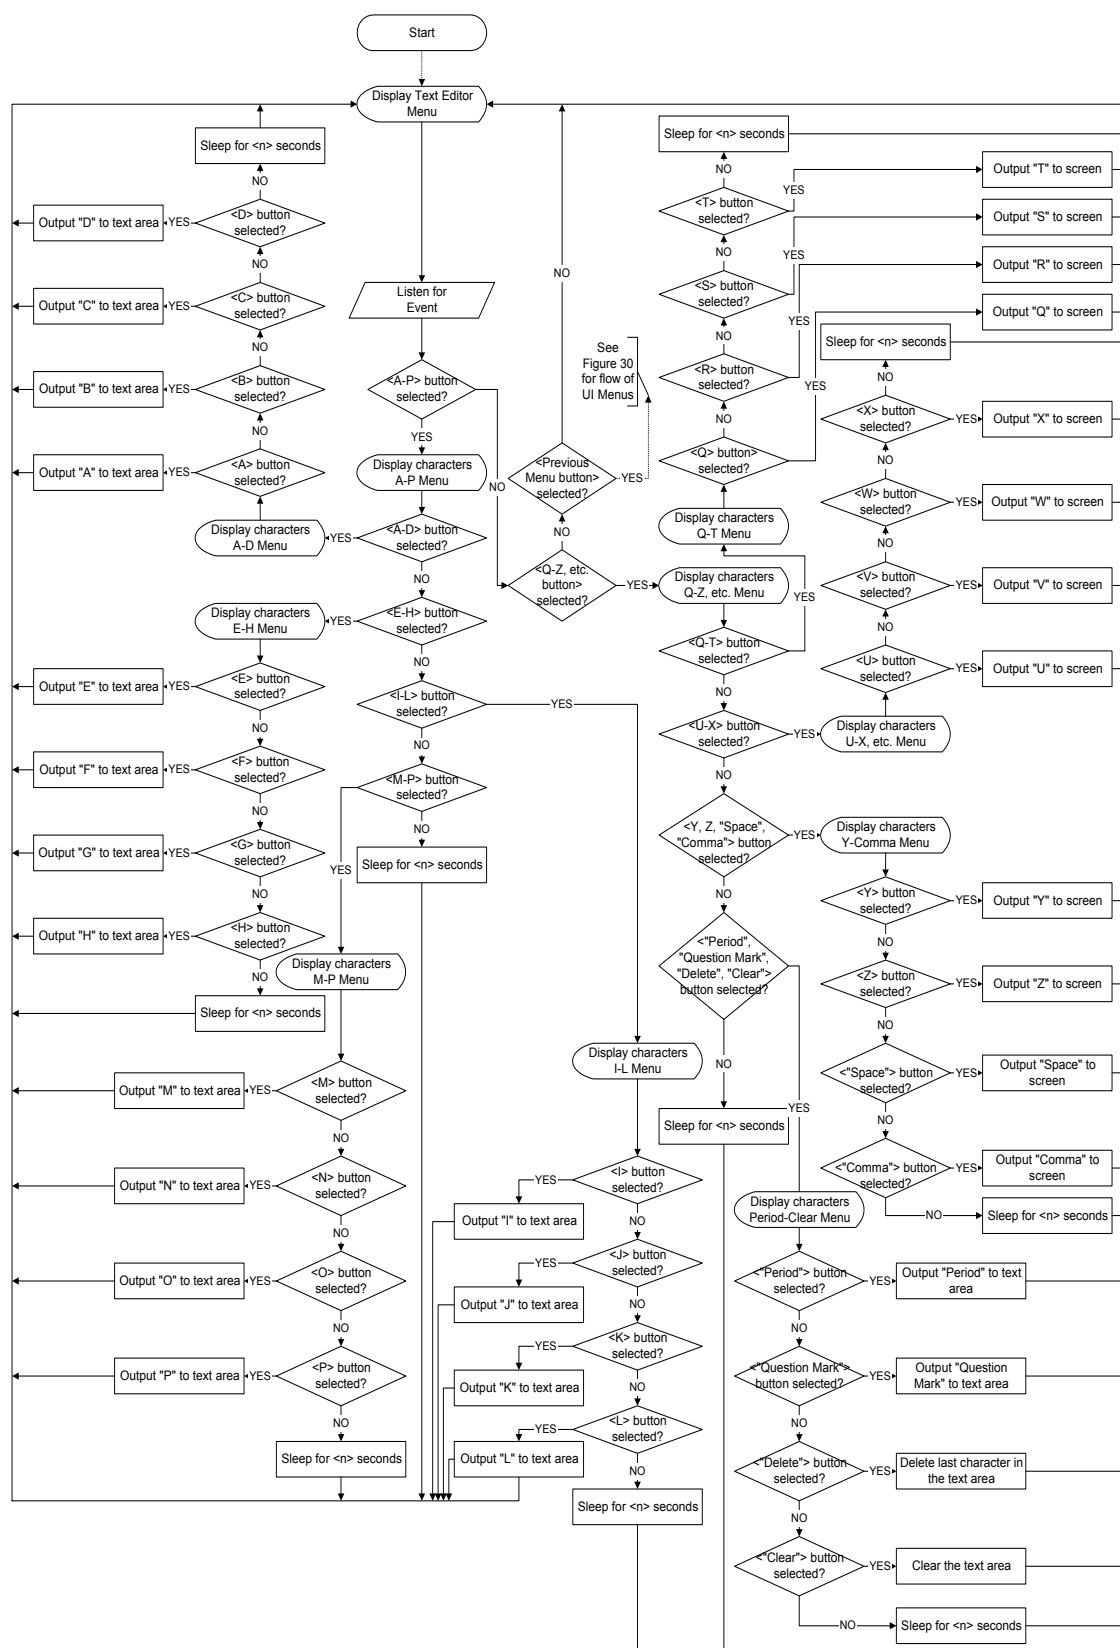 Start
Display Text Editor
Menu
Sleep for <n> seconds
NO
<D> button
selected?
YES
Output "D" to text area
NO
<C> button
selected?
YES
Output "C" to text area
NO
<B> button
selected?
YES
Output "B" to text area
NO
<A> button
selected?
YES
Output "A" to text area
Display characters
A-D Menu
YES
Listen for
Event
<A-P> button
selected?
YES
NO
Display characters
A-P Menu
<A-D> button
selected?
NO
<E-H> button
selected?
YES
Display characters
E-H Menu
<E> button
selected?
YES
Output "E" to text area
NO
<F> button
selected?
YES
Output "F" to text area
NO
<G> button
selected?
YES
Output "G" to text area
NO
<H> button
selected?
YES
Output "H" to text area
NO
Sleep for <n> seconds
NO
<I-L> button
selected?
YES
NO
<M-P> button
selected?
YES
NO
Sleep for <n> seconds
Display characters
M-P Menu
<M> button
selected?
YES
Output "M" to text area
NO
<N> button
selected?
YES
Output "N" to text area
NO
<O> button
selected?
YES
Output "O" to text area
NO
<P> button
selected?
YES
Output "P" to text area
NO
Sleep for <n> seconds
Display characters
I-L Menu
<I> button
selected?
YES
Output "I" to text area
NO
<J> button
selected?
YES
Output "J" to text area
NO
<K> button
selected?
YES
Output "K" to text area
NO
<L> button
selected?
YES
Output "L" to text area
NO
Sleep for <n> seconds
NO
<Previous
Menu button>
selected?
YES
See
Figure 30
for flow of
UI Menus
NO
<Q-Z, etc.
button>
selected?
YES
Display characters
Q-Z, etc. Menu
<Q-T> button
selected?
YES
Display characters
Q-T Menu
<Q> button>
selected?
YES
Output "Q" to screen
NO
<R> button
selected?
YES
Output "R" to screen
NO
<S> button
selected?
YES
Output "S" to screen
NO
<T> button
selected?
YES
Output "T" to screen
NO
Sleep for <n> seconds
NO
<U-X> button
selected?
YES
Display characters
U-X, etc. Menu
<U> button
selected?
YES
Output "U" to screen
NO
<V> button
selected?
YES
Output "V" to screen
NO
<W> button
selected?
YES
Output "W" to screen
NO
<X> button
selected?
YES
Output "X" to screen
NO
Sleep for <n> seconds
NO
<Y, Z, "Space",
"Comma"> button
selected?
YES
Display characters
Y-Comma Menu
<Y> button
selected?
YES
Output "Y" to screen
NO
<Z> button
selected?
YES
Output "Z" to screen
NO
<"Space"> button
selected?
YES
Output "Space" to
screen
NO
<"Comma"> button
selected?
YES
Output "Comma" to
screen
NO
Sleep for <n> seconds
NO
<"Period",
"Question Mark",
"Delete", "Clear">
button selected?
NO
Sleep for <n> seconds
YES
Display characters
Period-Clear Menu
<"Period"> button
selected?
YES
Output "Period" to text
area
NO
<"Question Mark">
button selected?
YES
Output "Question
Mark" to text area
NO
<"Delete"> button
selected?
YES
Delete last character in
the text area
NO
<"Clear"> button
selected?
YES
Clear the text area
NO
Sleep for <n> seconds